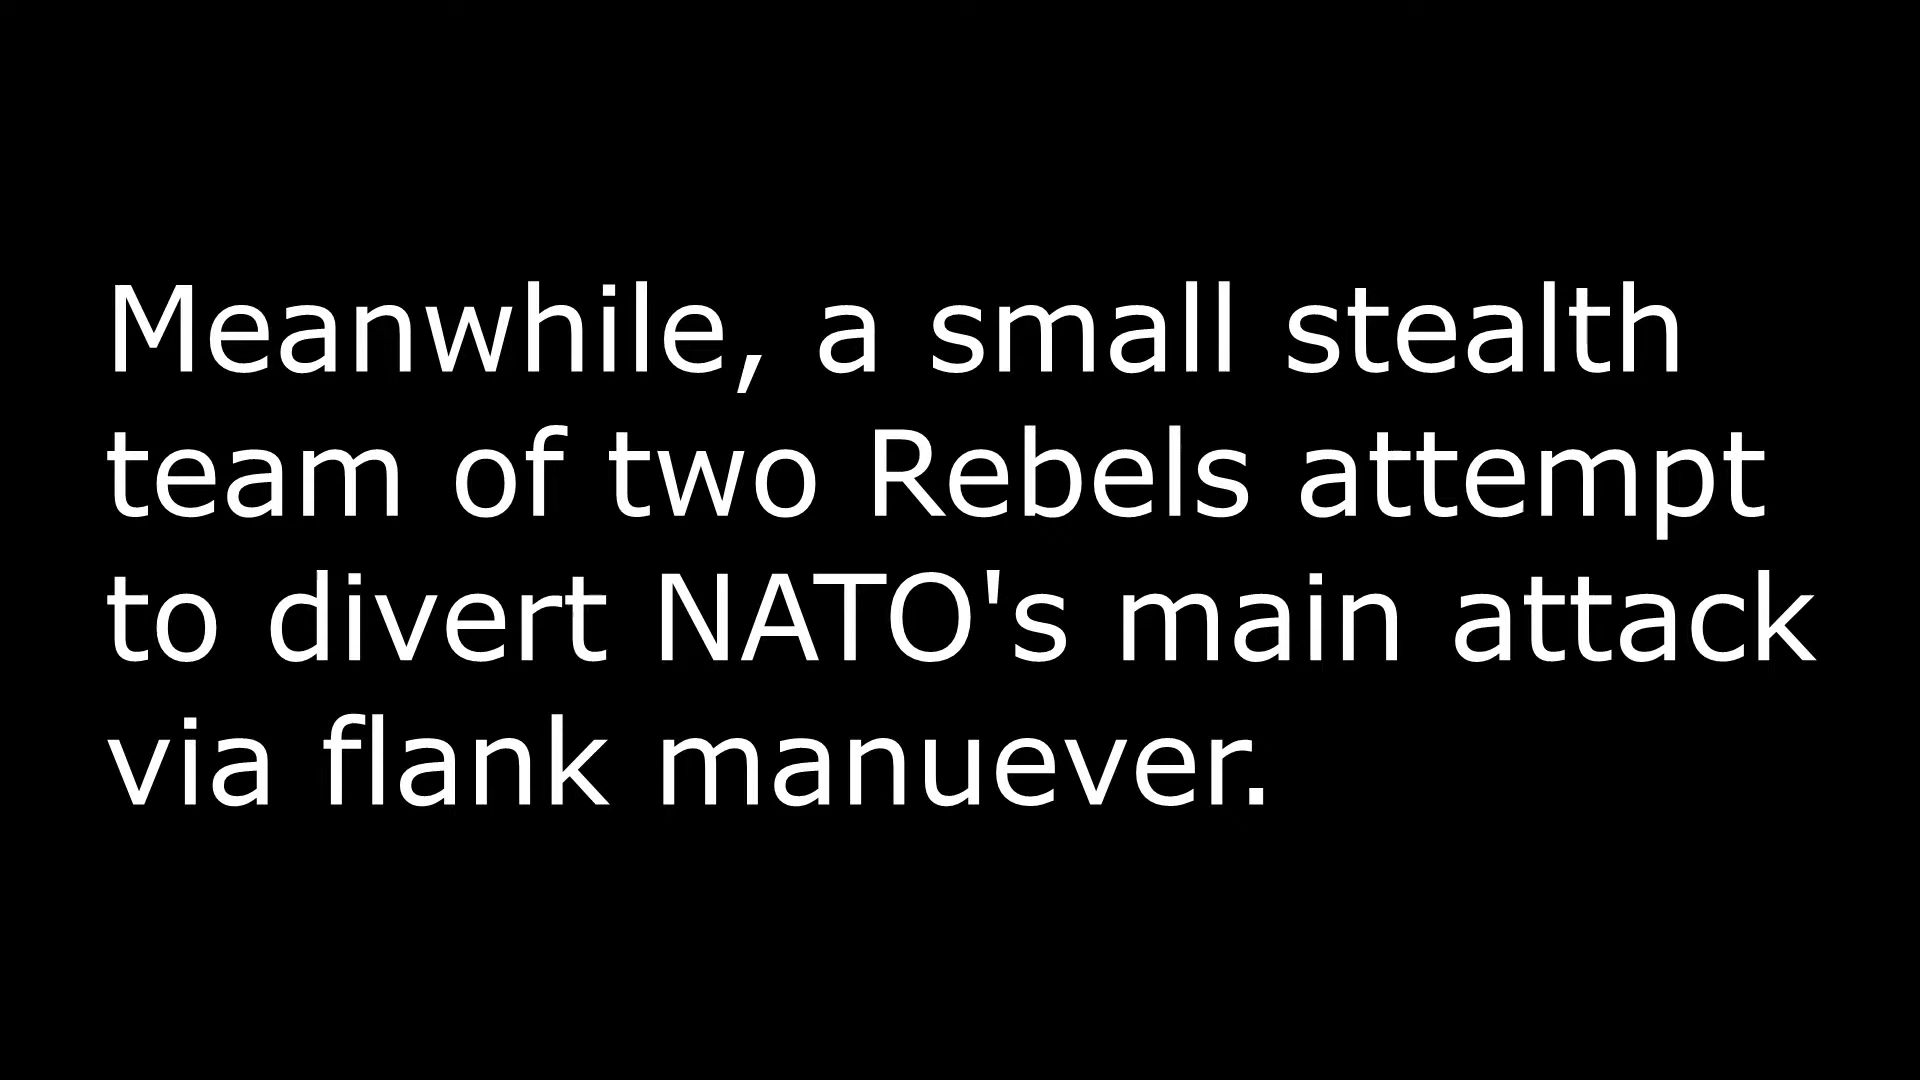 Meanwhile, a small stealth
team of two Rebels attempt
to divert NATO's main attack
via flank manuever.